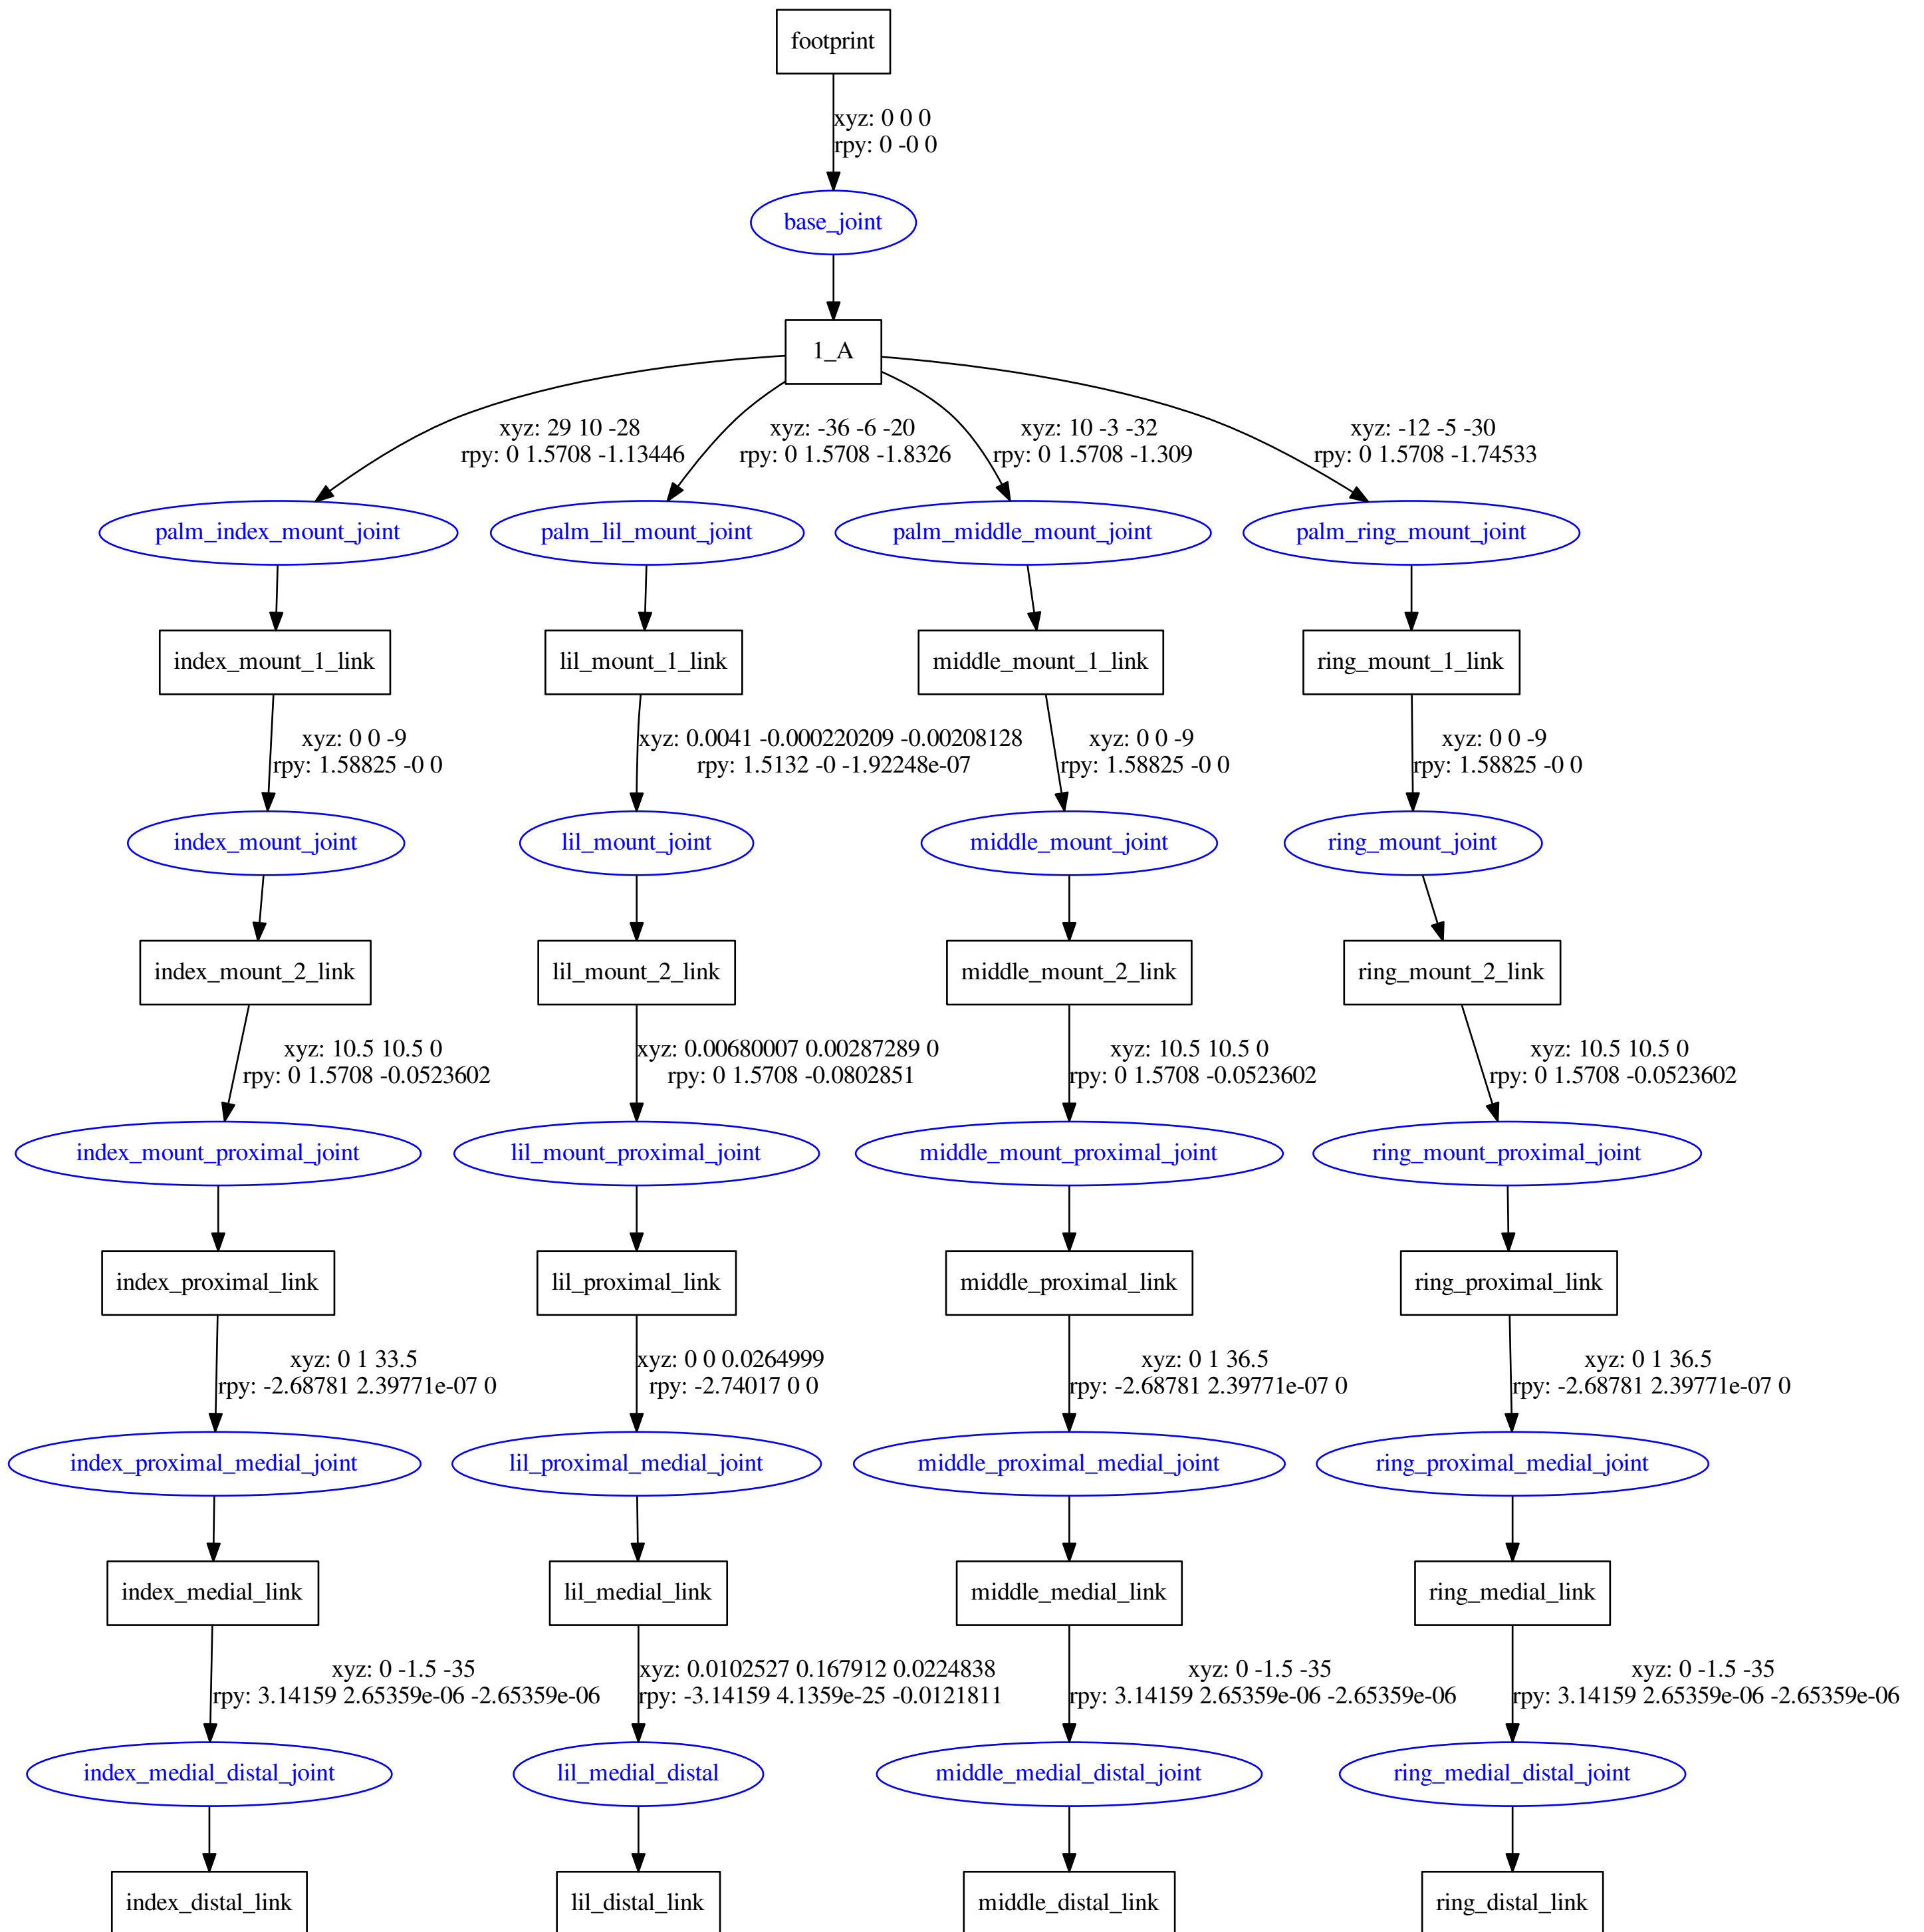 footprint
xyz: 0 0 0
rpy: 0 -0 0
base_joint
1_A
xyz: 29 10 -28
rpy: 0 1.5708 -1.13446
xyz: -36 -6 -20
rpy: 0 1.5708 -1.8326
xyz: 10 -3 -32
rpy: 0 1.5708 -1.309
xyz: -12 -5 -30
rpy: 0 1.5708 -1.74533
palm_index_mount_joint
palm_lil_mount_joint
palm_middle_mount_joint
palm_ring_mount_joint
index_mount_1_link
lil_mount_1_link
middle_mount_1_link
ring_mount_1_link
xyz: 0 0 -9
rpy: 1.58825 -0 0
xyz: 0.0041 -0.000220209 -0.00208128
rpy: 1.5132 -0 -1.92248e-07
xyz: 0 0 -9
rpy: 1.58825 -0 0
xyz: 0 0 -9
rpy: 1.58825 -0 0
index_mount_joint
lil_mount_joint
middle_mount_joint
ring_mount_joint
index_mount_2_link
lil_mount_2_link
middle_mount_2_link
ring_mount_2_link
xyz: 10.5 10.5 0
rpy: 0 1.5708 -0.0523602
xyz: 0.00680007 0.00287289 0
rpy: 0 1.5708 -0.0802851
xyz: 10.5 10.5 0
rpy: 0 1.5708 -0.0523602
xyz: 10.5 10.5 0
rpy: 0 1.5708 -0.0523602
index_mount_proximal_joint
lil_mount_proximal_joint
middle_mount_proximal_joint
ring_mount_proximal_joint
index_proximal_link
lil_proximal_link
middle_proximal_link
ring_proximal_link
xyz: 0 1 33.5
rpy: -2.68781 2.39771e-07 0
xyz: 0 0 0.0264999
rpy: -2.74017 0 0
xyz: 0 1 36.5
rpy: -2.68781 2.39771e-07 0
xyz: 0 1 36.5
rpy: -2.68781 2.39771e-07 0
index_proximal_medial_joint
lil_proximal_medial_joint
middle_proximal_medial_joint
ring_proximal_medial_joint
index_medial_link
lil_medial_link
middle_medial_link
ring_medial_link
xyz: 0 -1.5 -35
rpy: 3.14159 2.65359e-06 -2.65359e-06
xyz: 0.0102527 0.167912 0.0224838
rpy: -3.14159 4.1359e-25 -0.0121811
xyz: 0 -1.5 -35
rpy: 3.14159 2.65359e-06 -2.65359e-06
xyz: 0 -1.5 -35
rpy: 3.14159 2.65359e-06 -2.65359e-06
index_medial_distal_joint
lil_medial_distal
middle_medial_distal_joint
ring_medial_distal_joint
index_distal_link
lil_distal_link
middle_distal_link
ring_distal_link